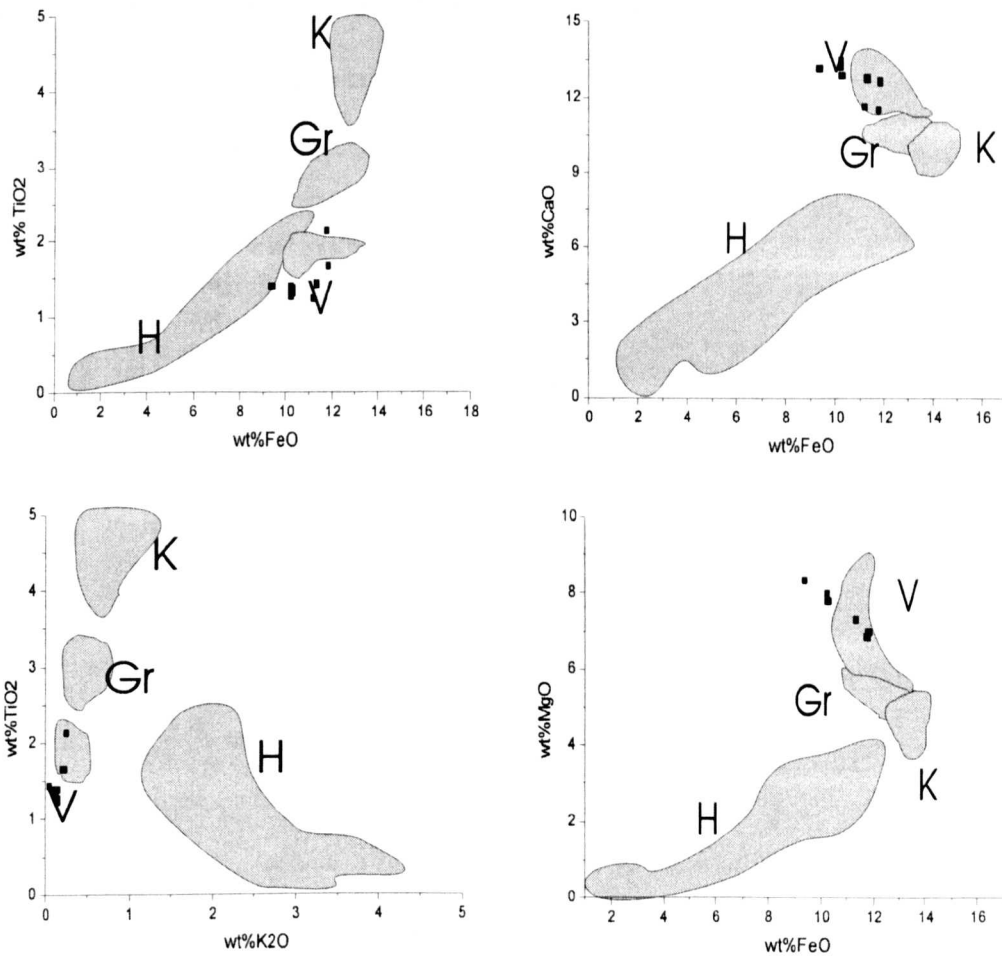 wt% TiO2
5
4
3
2
1
0
K
Gr
H
V
0 2 4 6 8 10 12 14 16 18
wt%FeO
wt%CaO
15
12
9
6
3
0
V
Gr
K
H
0 2 4 6 8 10 12 14 16
wt%FeO
wt%TiO2
5
4
3
2
1
0
K
Gr
H
V
0 1 2 3 4 5
wt%K2O
wt%MgO
10
8
6
4
2
0
V
Gr
K
H
2 4 6 8 10 12 14 16
wt%FeO